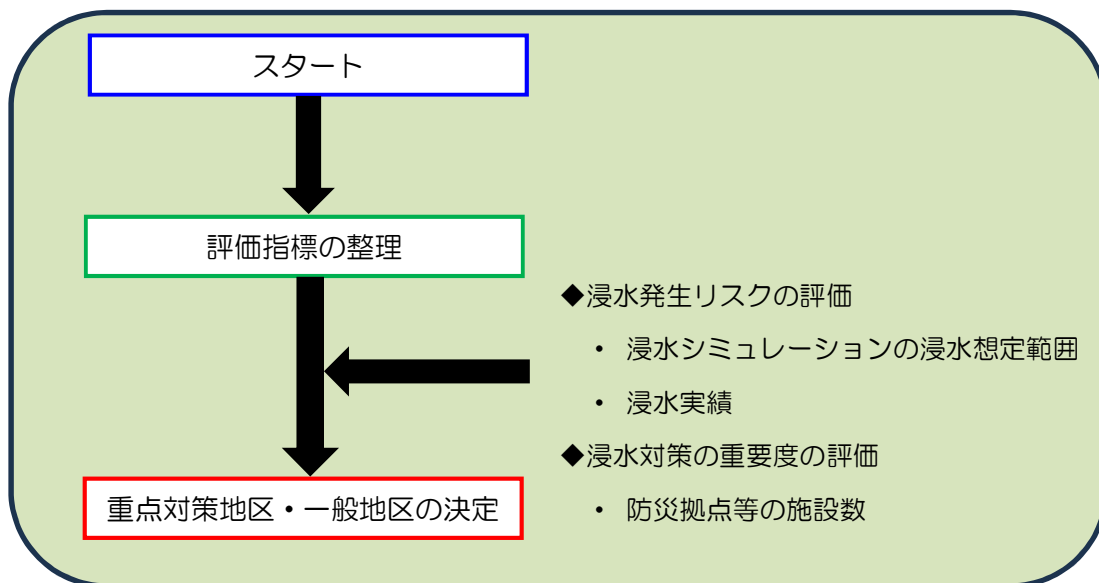 スタート
評価指標の整理
◆浸水発生リスクの評価
・ 浸水シミュレーションの浸水想定範囲
・ 浸水実績
◆浸水対策の重要度の評価
・ 防災拠点等の施設数
重点対策地区・一般地区の決定